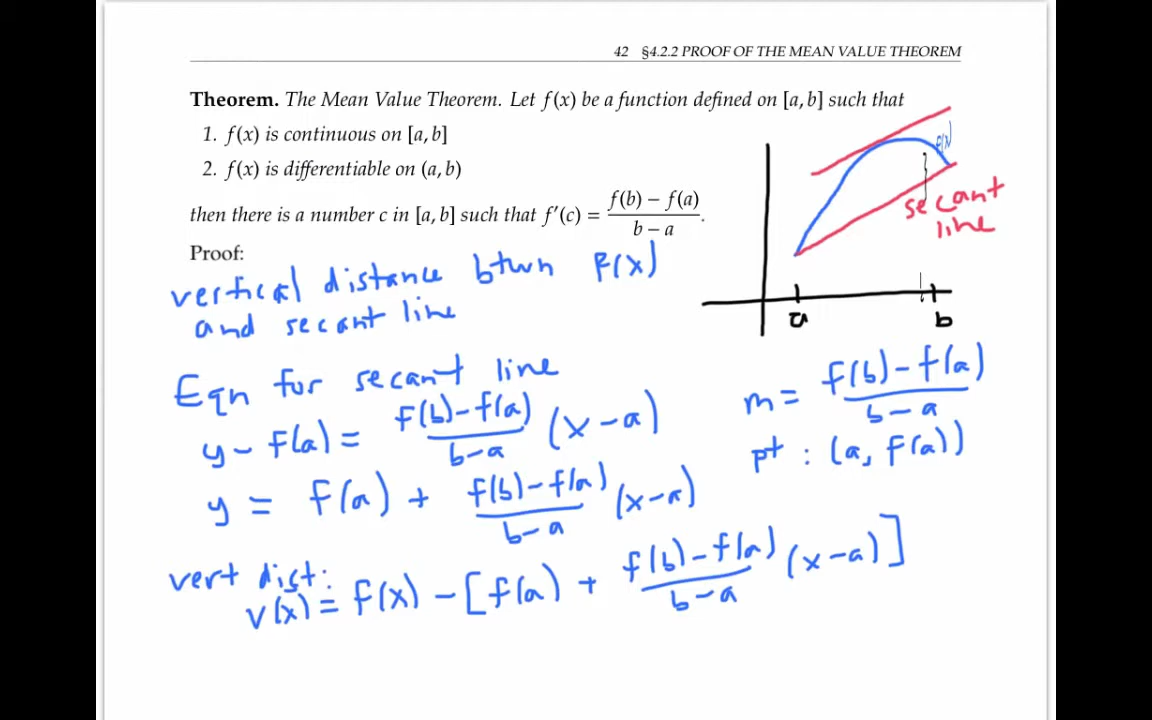 42 §4.2.2 PROOF OF THE MEAN VALUE THEOREM
Theorem. The Mean Value Theorem. Let f(x) be a function defined on [a, b] such that
1. f(x) is continuous on [a, b]
2. f(x) is differentiable on (a, b)
then there is a number c in [a, b] such that f′(c) = (f(b) − f(a))/(b − a).
Proof:
vertical distance btwn f(x)
and secant line
f(x)
secant
line
a b
Eqn for secant line
y − f(a) = (f(b) − f(a))/(b − a) (x − a)
m = (f(b) − f(a))/(b − a)
pt : (a, f(a))
y = f(a) + (f(b) − f(a))/(b − a) (x − a)
vert dist:
v(x) = f(x) − [f(a) + (f(b) − f(a))/(b − a) (x − a)]